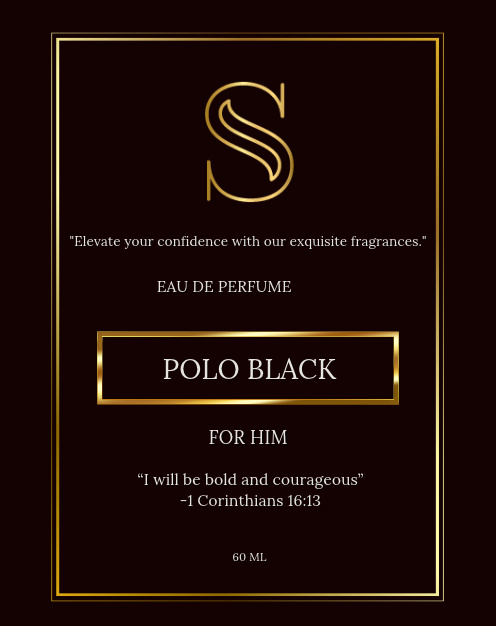 S
"Elevate your confidence with our exquisite fragrances."
EAU DE PERFUME
POLO BLACK
FOR HIM
“I will be bold and courageous”
-1 Corinthians 16:13
60 ML